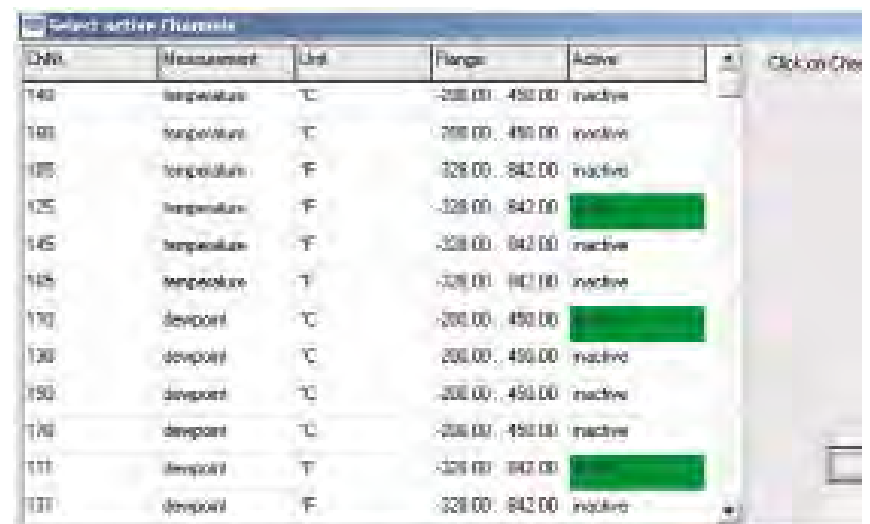 Select active Channels
Measurement Unit Range Active Click on
140 temperature °C -200.00.. 450.00 inactive
temperature °C -200.00.. 450.00 inactive
105 temperature °F -328.00.. 842.00 inactive
125 temperature °F -328.00.. 842.00
145 temperature °F -328.00.. 842.00 inactive
temperature °F -328.00.. 842.00 inactive
110 dewpoint °C -200.00.. 450.00
130 dewpoint °C -200.00.. 450.00 inactive
150 dewpoint °C -200.00.. 450.00 inactive
170 dewpoint °C -200.00.. 450.00 inactive
111 dewpoint °F -328.00.. 842.00
131 dewpoint °F -328.00.. 842.00 inactive